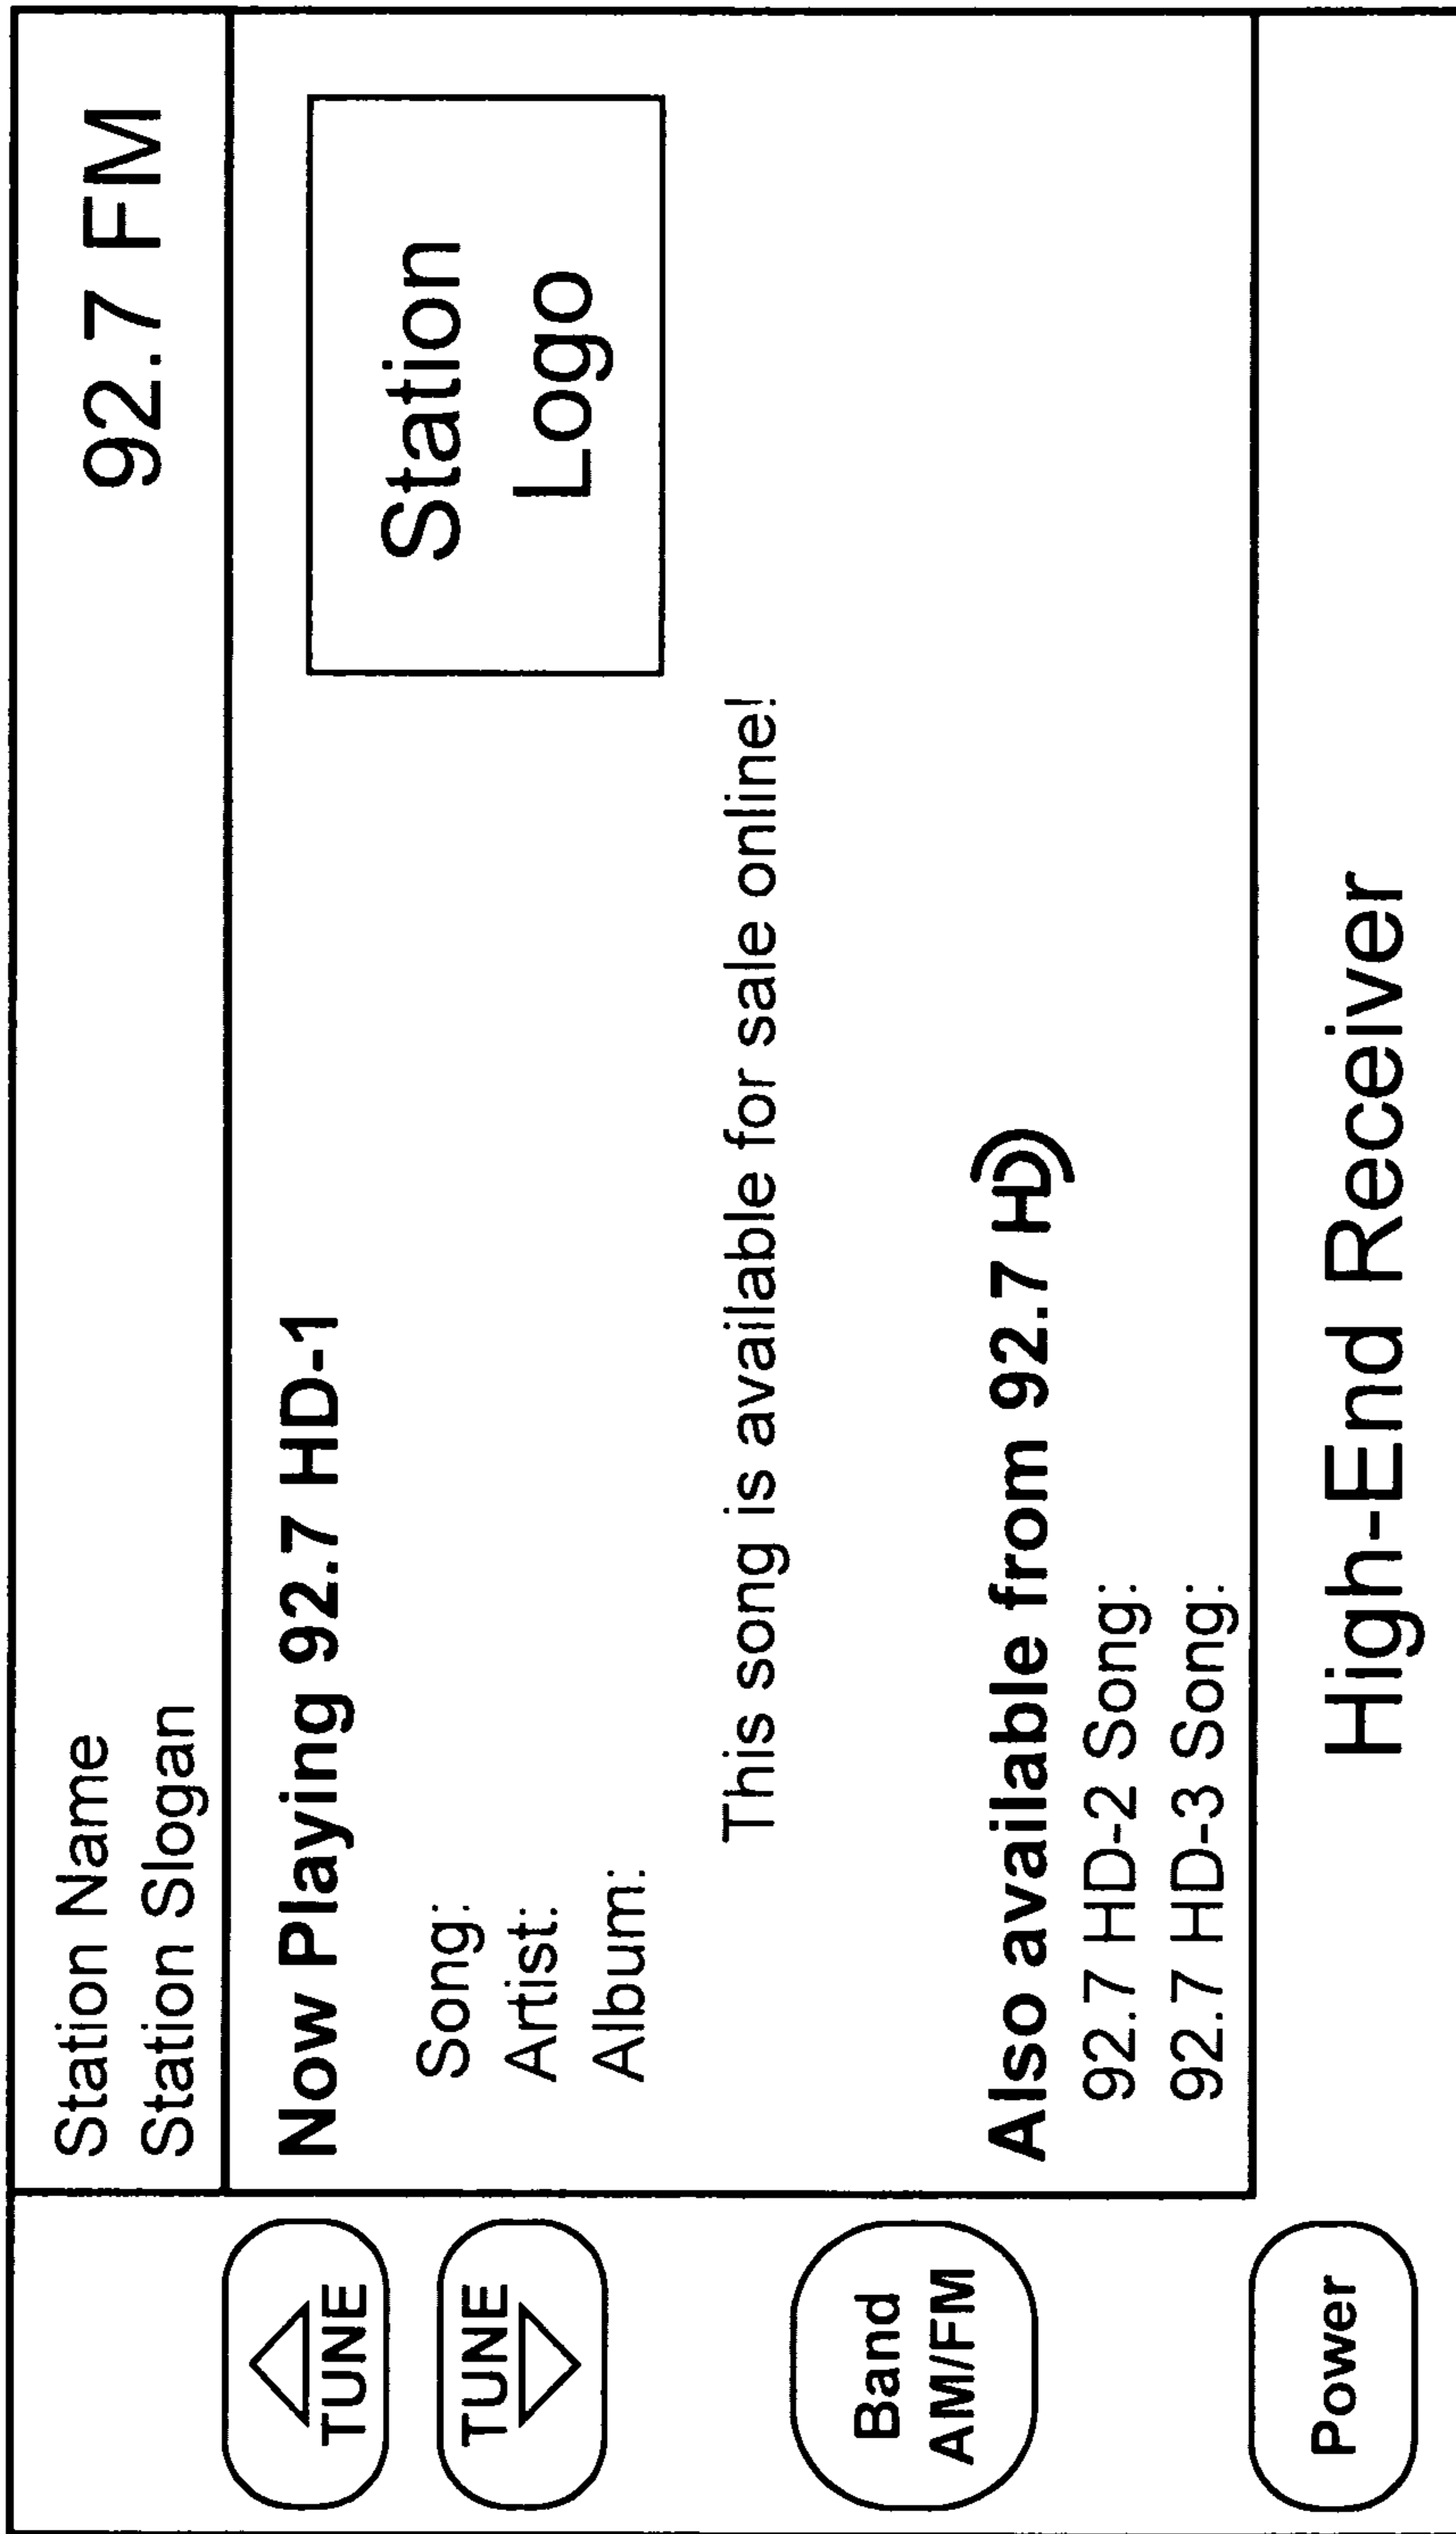 Station Name
Station Slogan
92.7 FM
TUNE
TUNE
Band
AM/FM
Power
Now Playing 92.7 HD-1
Song:
Artist:
Album:
Station
Logo
This song is available for sale online!
Also available from 92.7 HD
92.7 HD-2 Song:
92.7 HD-3 Song:
High-End Receiver